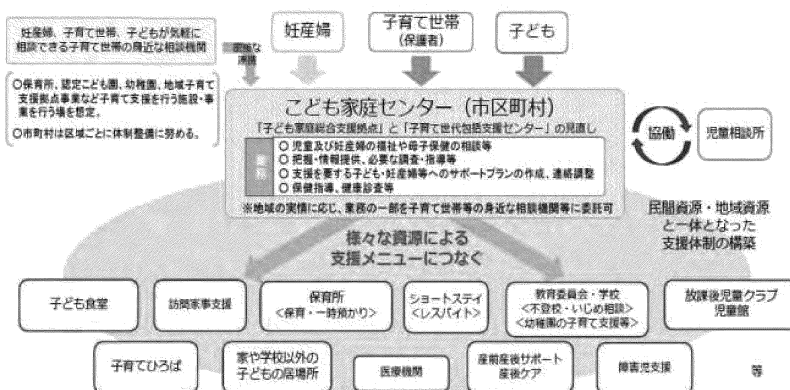 妊産婦、子育て世帯、子どもが気軽に
相談できる子育て世帯の身近な相談機関
○保育所、認定こども園、幼稚園、地域子育て
支援拠点事業など子育て支援を行う施設・事
業を行う場を想定。
○市町村は区域ごとに体制整備に努める。
密接な
連携
妊産婦
子育て世帯
(保護者)
子ども
こども家庭センター(市区町村)
「子ども家庭総合支援拠点」と「子育て世代包括支援センター」の見直し
業務
○ 児童及び妊産婦の福祉や母子保健の相談等
○ 把握・情報提供、必要な調査・指導等
○ 支援を要する子ども・妊産婦等へのサポートプランの作成、連絡調整
○ 保健指導、健康診査等
※地域の実情に応じ、業務の一部を子育て世帯等の身近な相談機関等に委託可
協働
児童相談所
様々な資源による
支援メニューにつなぐ
民間資源・地域資源
と一体となった
支援体制の構築
子ども食堂
訪問家事支援
保育所
<保育・一時預かり>
ショートステイ
<レスパイト>
教育委員会・学校
<不登校・いじめ相談>
<幼稚園の子育て支援等>
放課後児童クラブ
児童館
子育てひろば
家や学校以外の
子どもの居場所
医療機関
産前産後サポート
産後ケア
障害児支援
等